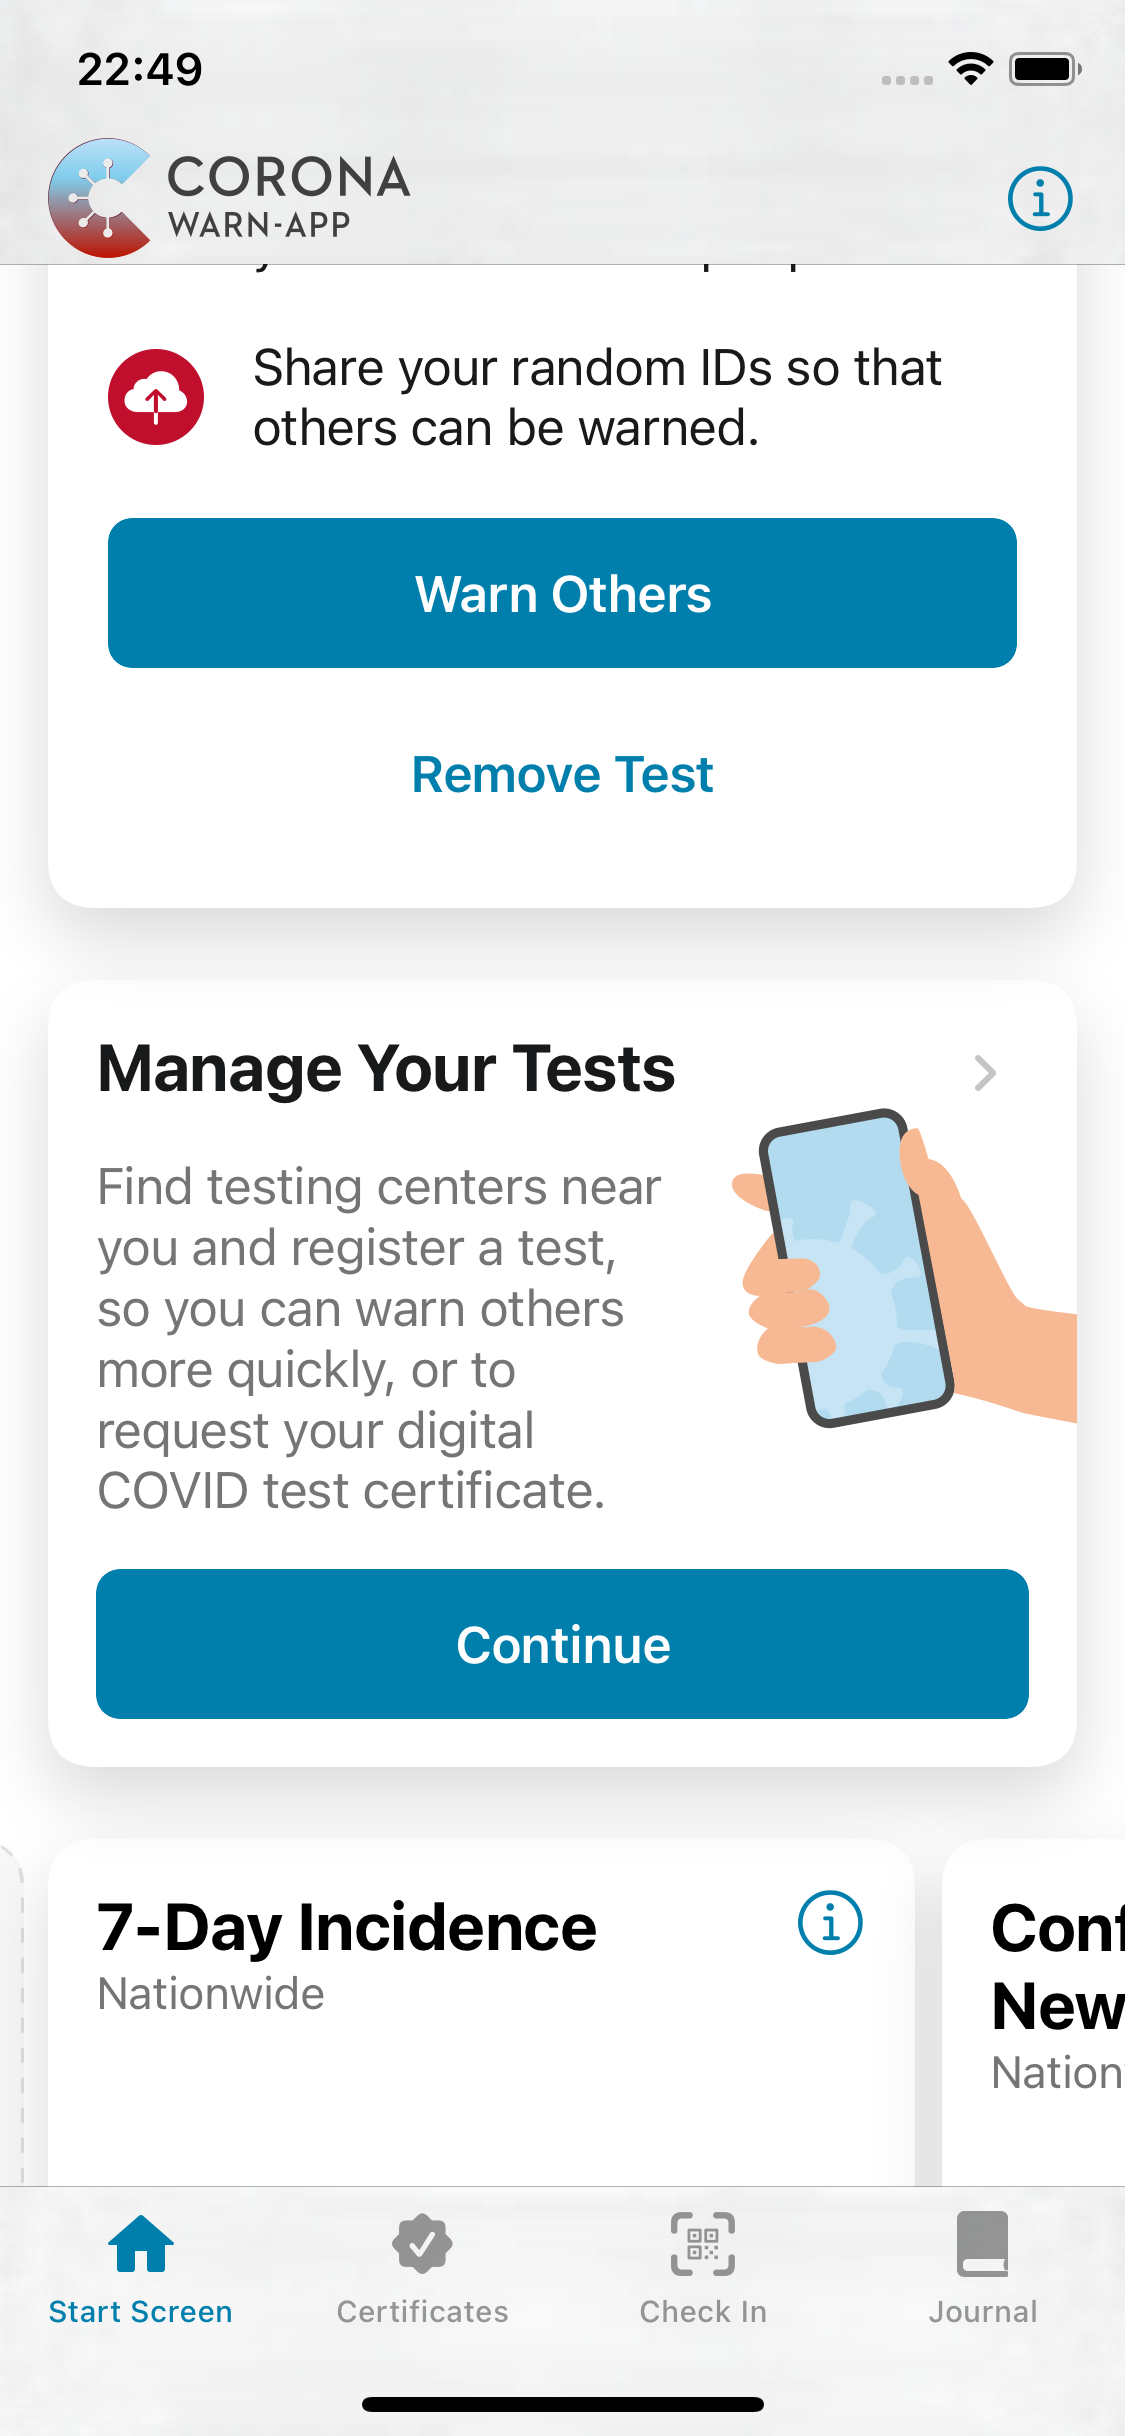 22:49
CORONA
WARN-APP
Share your random IDs so that
others can be warned.
Warn Others
Remove Test
Manage Your Tests
Find testing centers near
you and register a test,
so you can warn others
more quickly, or to
request your digital
COVID test certificate.
Continue
7-Day Incidence
Nationwide
New
Start Screen
Certificates
Check In
Journal